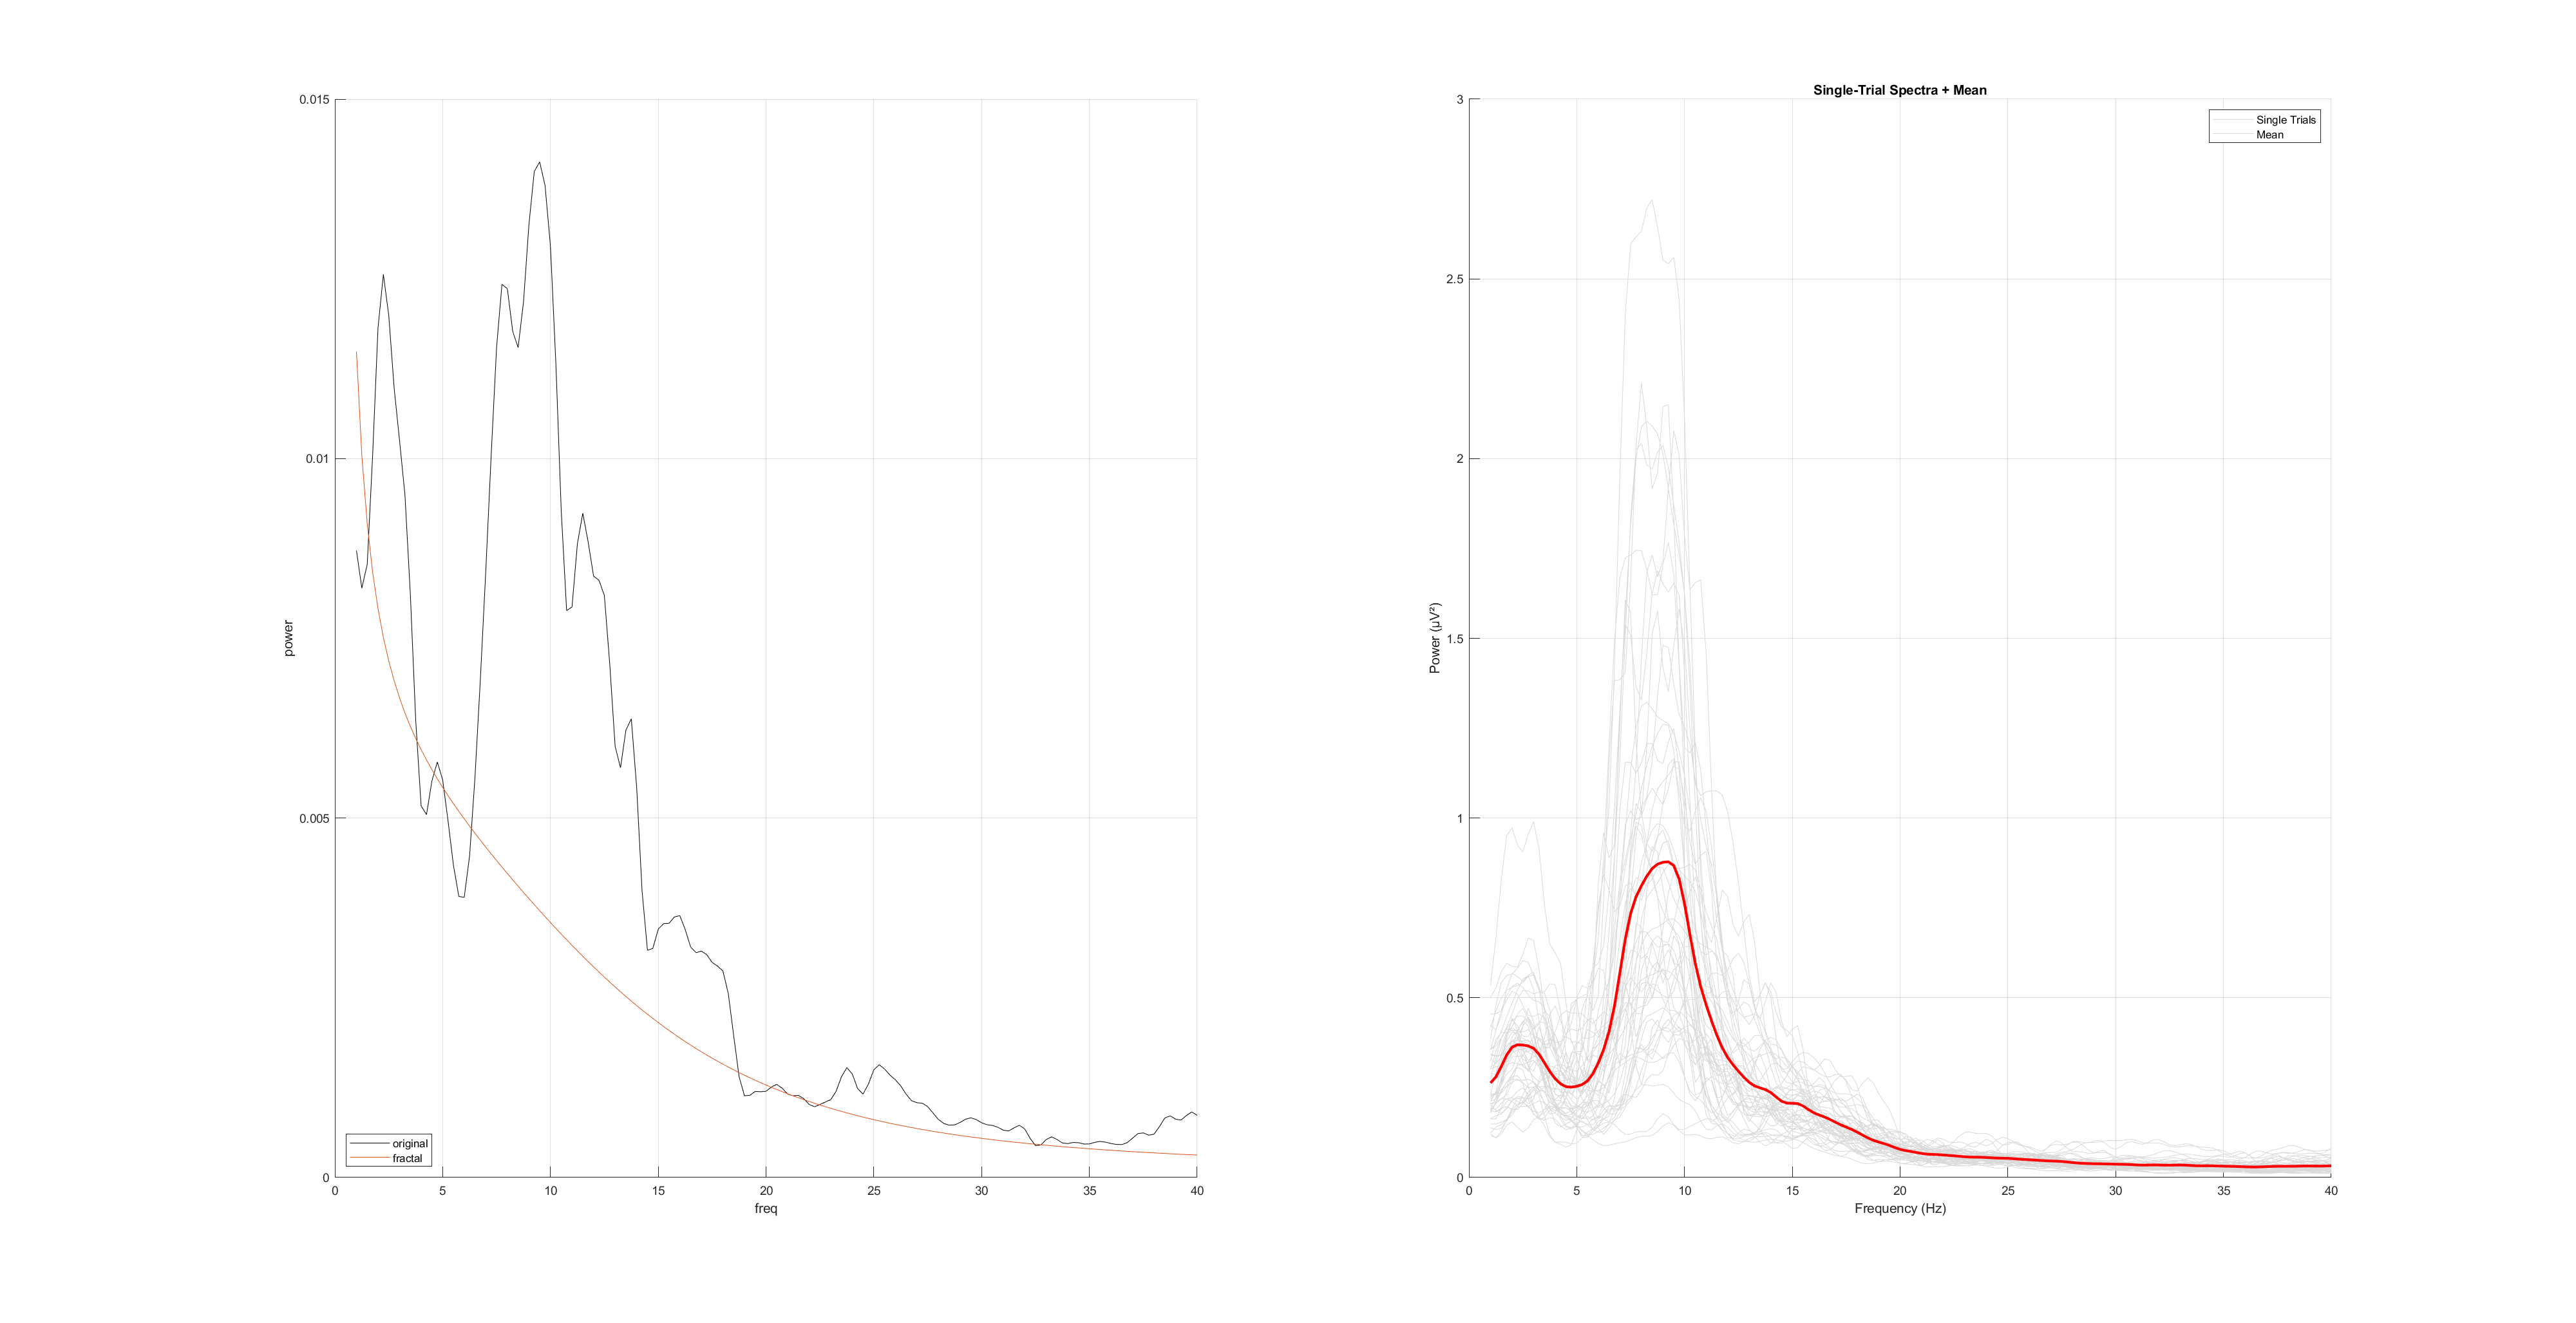 0.015
0.01
0.005
0
power
0 5 10 15 20 25 30 35 40
freq
original
fractal
Single-Trial Spectra + Mean
3
2.5
2
1.5
1
0.5
0
Power (µV²)
0 5 10 15 20 25 30 35 40
Frequency (Hz)
Single Trials
Mean